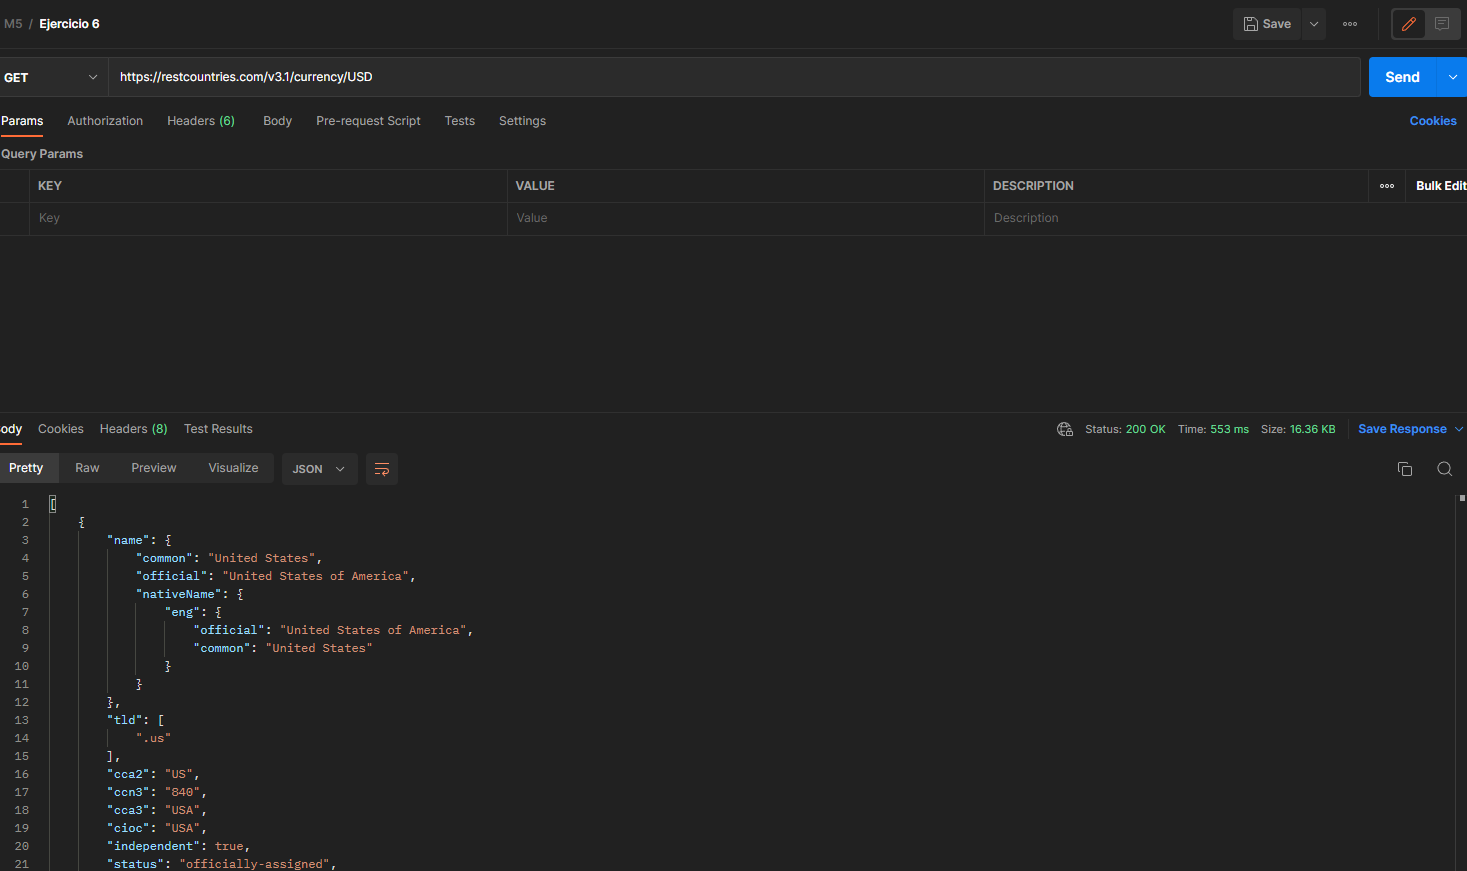 M5 / Ejercicio 6
Save
GET
https://restcountries.com/v3.1/currency/USD
Send
Params Authorization Headers (6) Body Pre-request Script Tests Settings Cookies
Query Params
KEY VALUE DESCRIPTION Bulk Edit
Key Value Description
ody Cookies Headers (8) Test Results Status: 200 OK Time: 553 ms Size: 16.36 KB Save Response
Pretty Raw Preview Visualize JSON
1 [
2 {
3 "name": {
4 "common": "United States",
5 "official": "United States of America",
6 "nativeName": {
7 "eng": {
8 "official": "United States of America",
9 "common": "United States"
10 }
11 }
12 },
13 "tld": [
14 ".us"
15 ],
16 "cca2": "US",
17 "ccn3": "840",
18 "cca3": "USA",
19 "cioc": "USA",
20 "independent": true,
21 "status": "officially-assigned",